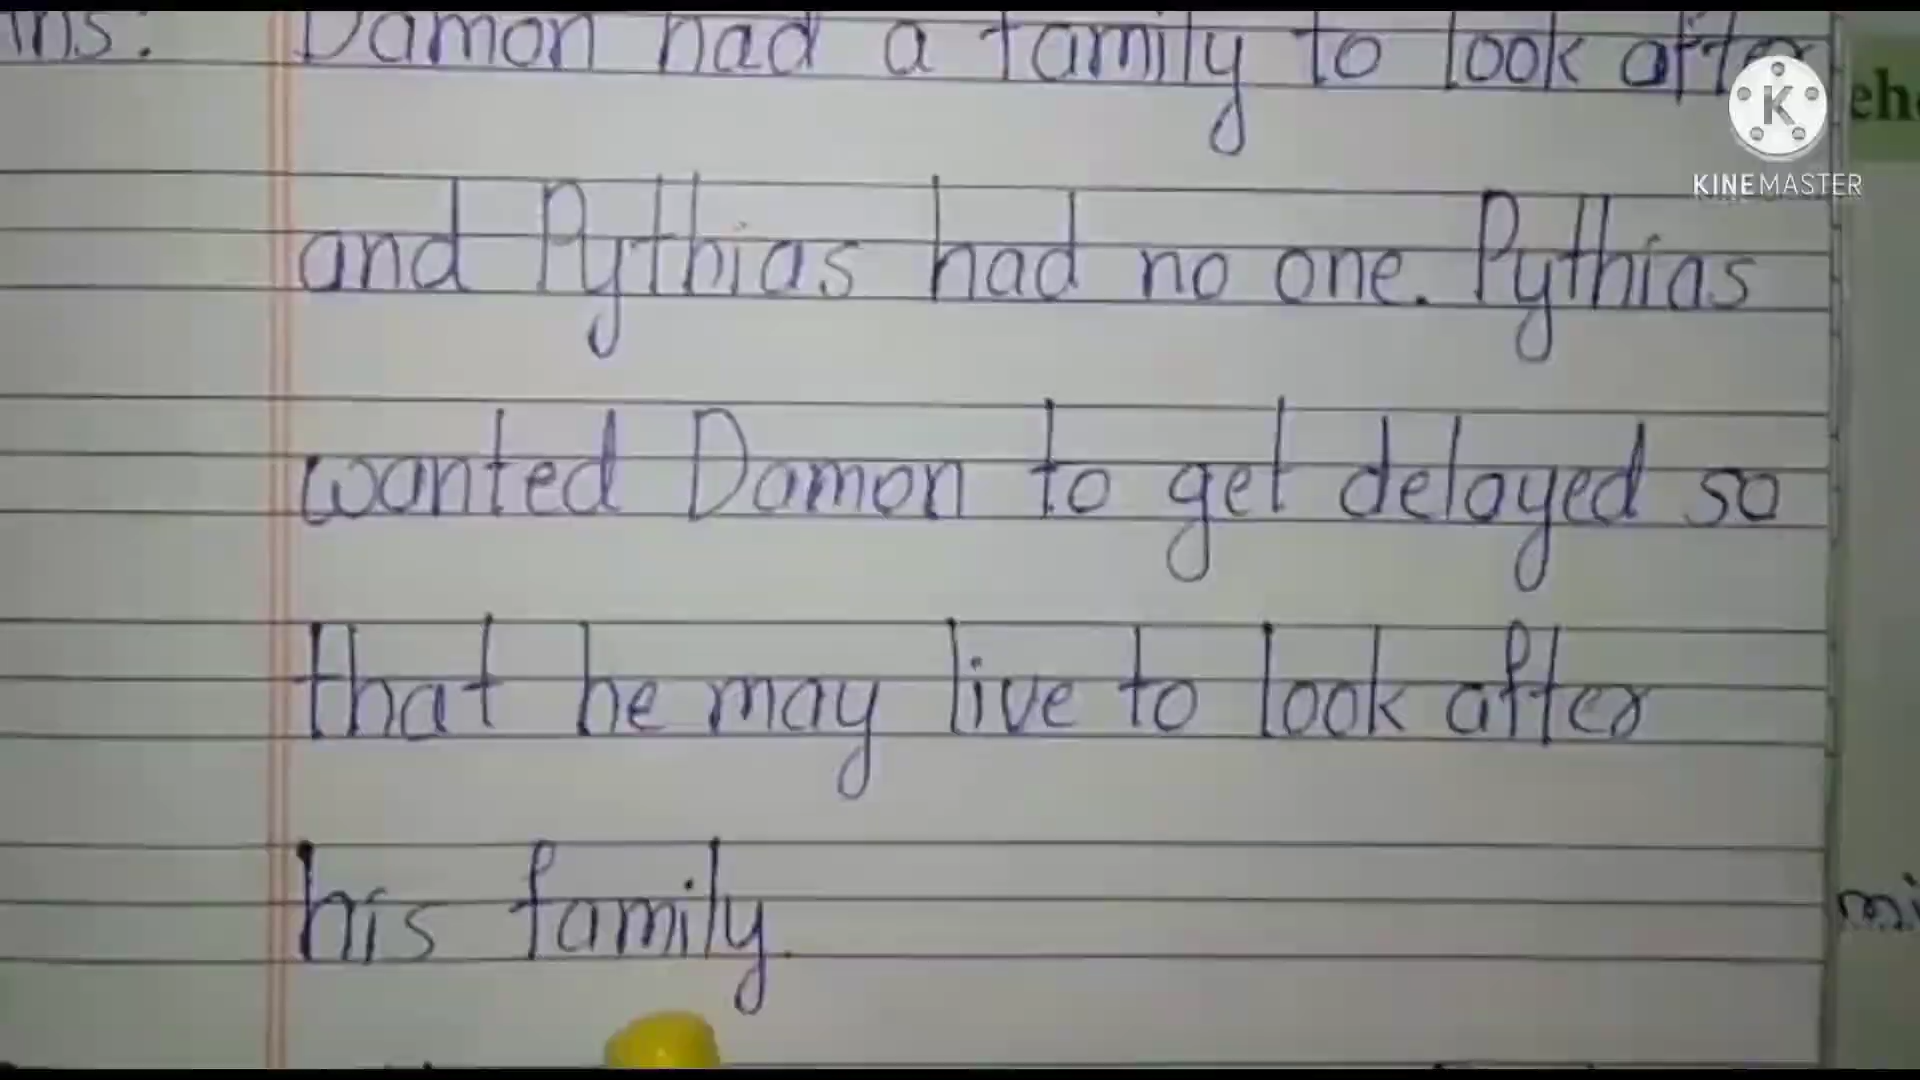 Ans: Damon had a family to look after
and Pythias had no one. Pythias
wanted Damon to get delayed so
that he may live to look after
his family.
KINEMASTER